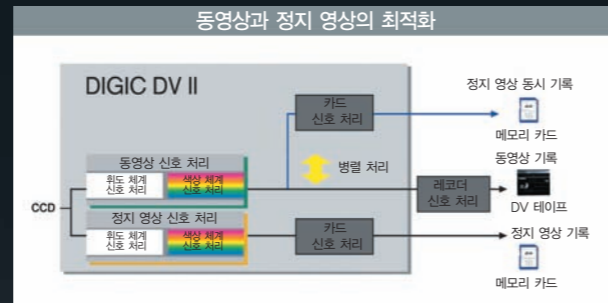 동영상과 정지 영상의 최적화
DIGIC DV II
카드
신호 처리
정지 영상 동시 기록
메모리 카드
동영상 신호 처리
휘도 체계
신호 처리
색상 체계
신호 처리
병렬 처리
동영상 기록
레코더
신호 처리
DV 테이프
CCD
정지 영상 신호 처리
휘도 체계
신호 처리
색상 체계
신호 처리
카드
신호 처리
정지 영상 기록
메모리 카드